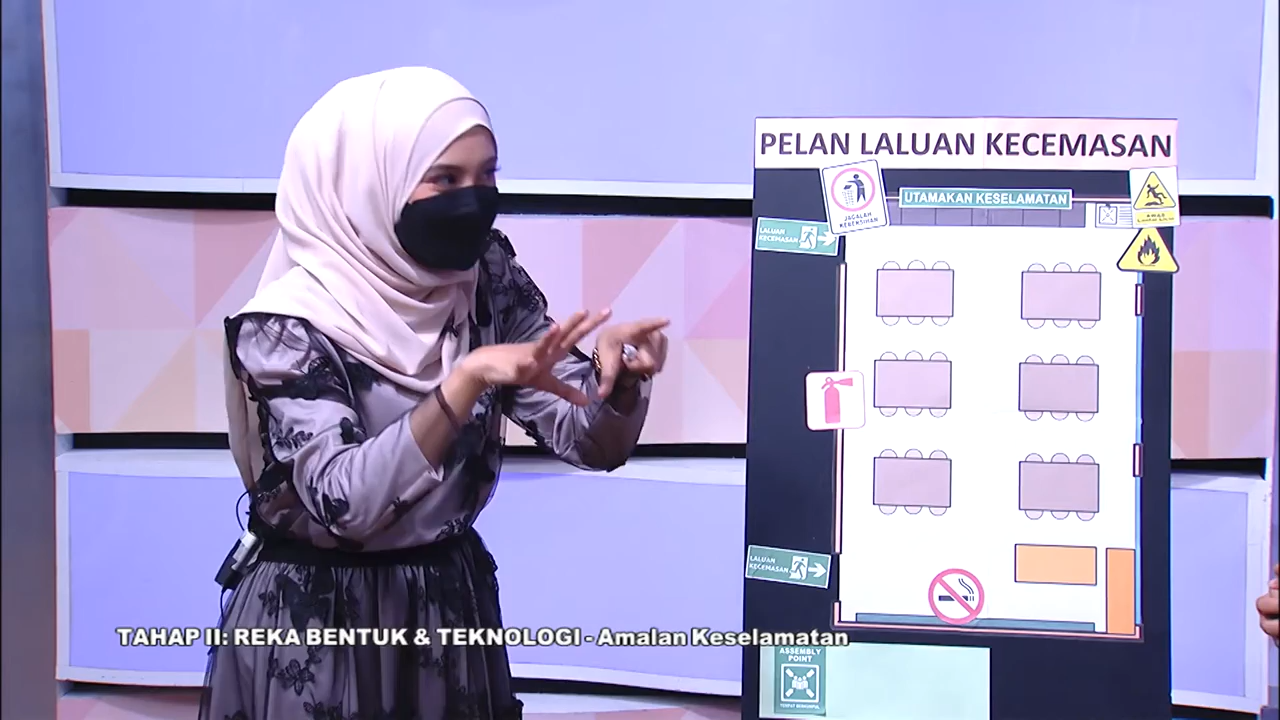 PELAN LALUAN KECEMASAN
JAGALAH
KEBERSIHAN
UTAMAKAN KESELAMATAN
AWAS
LALUAN
KECEMASAN
LALUAN
KECEMASAN
TAHAP II: REKA BENTUK & TEKNOLOGI - Amalan Keselamatan
ASSEMBLY
POINT
TEMPAT BERKUMPUL